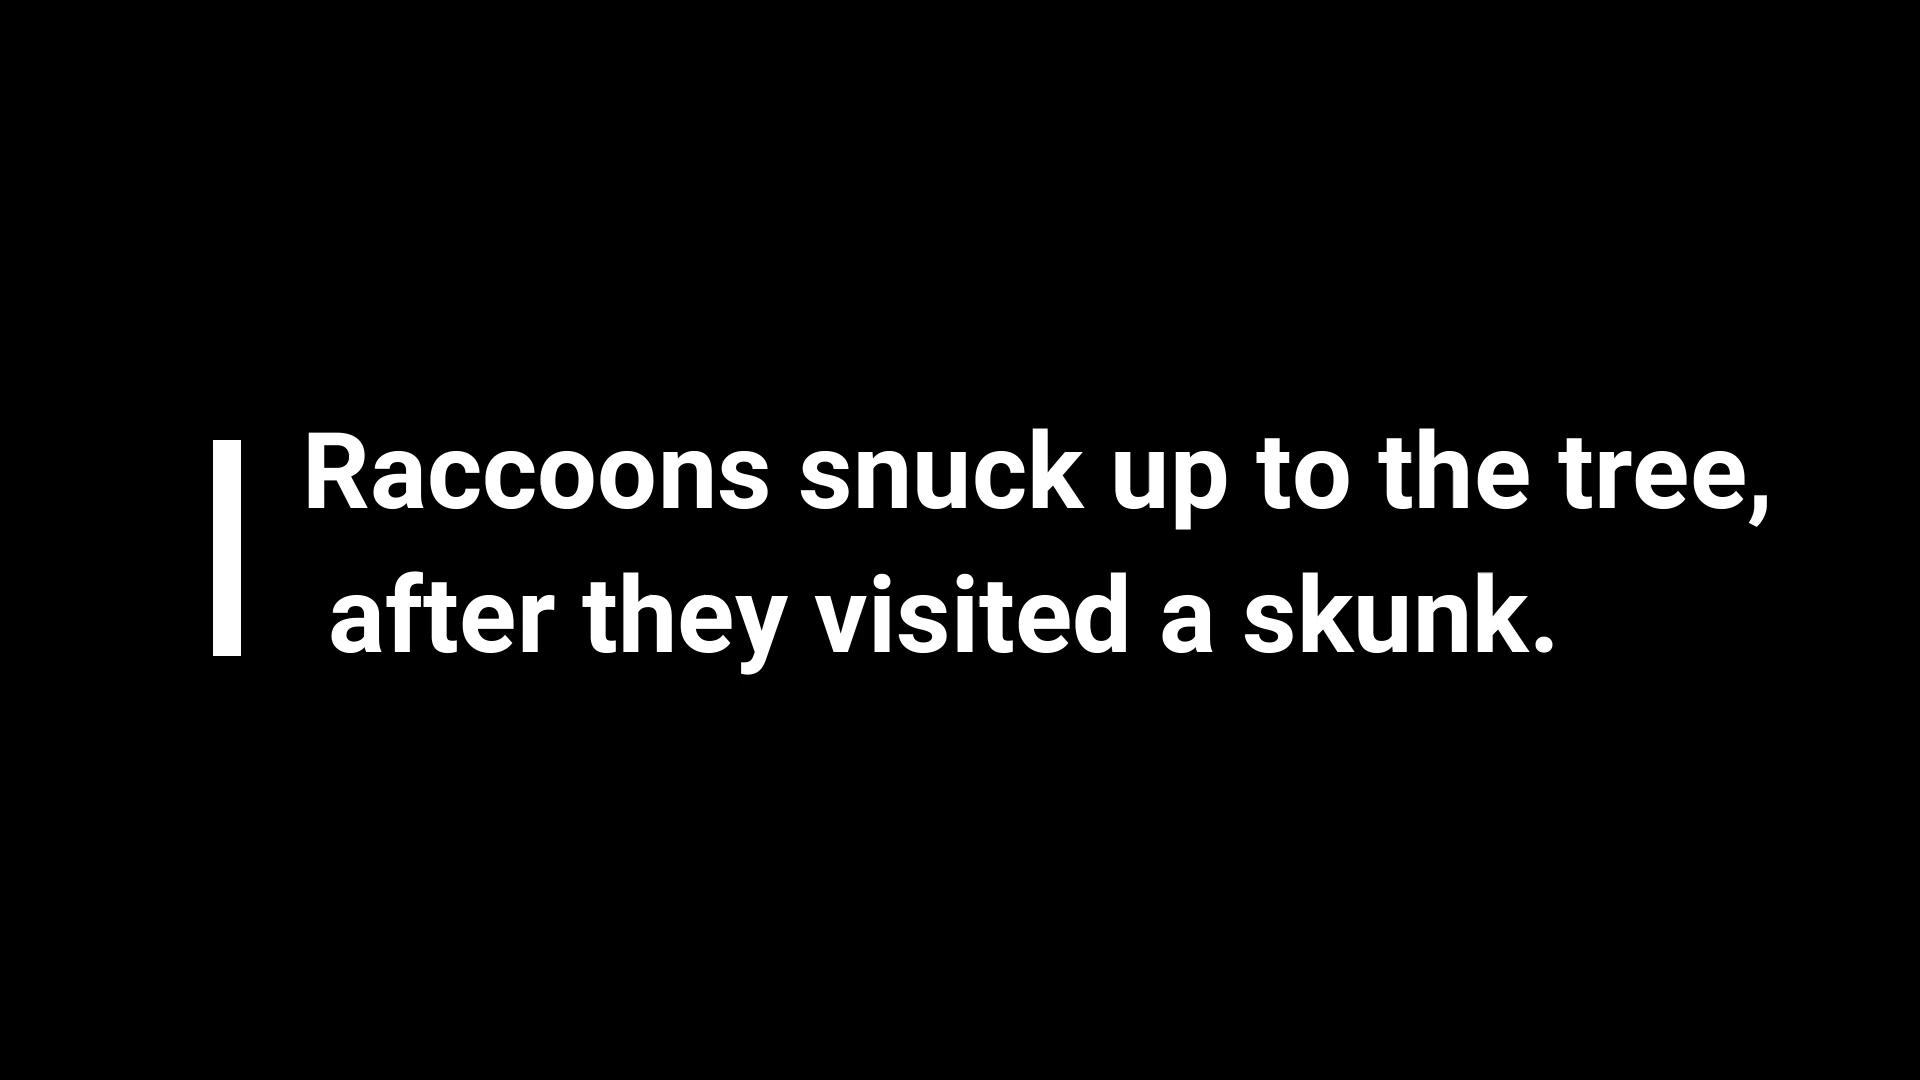 Raccoons snuck up to the tree,
after they visited a skunk.